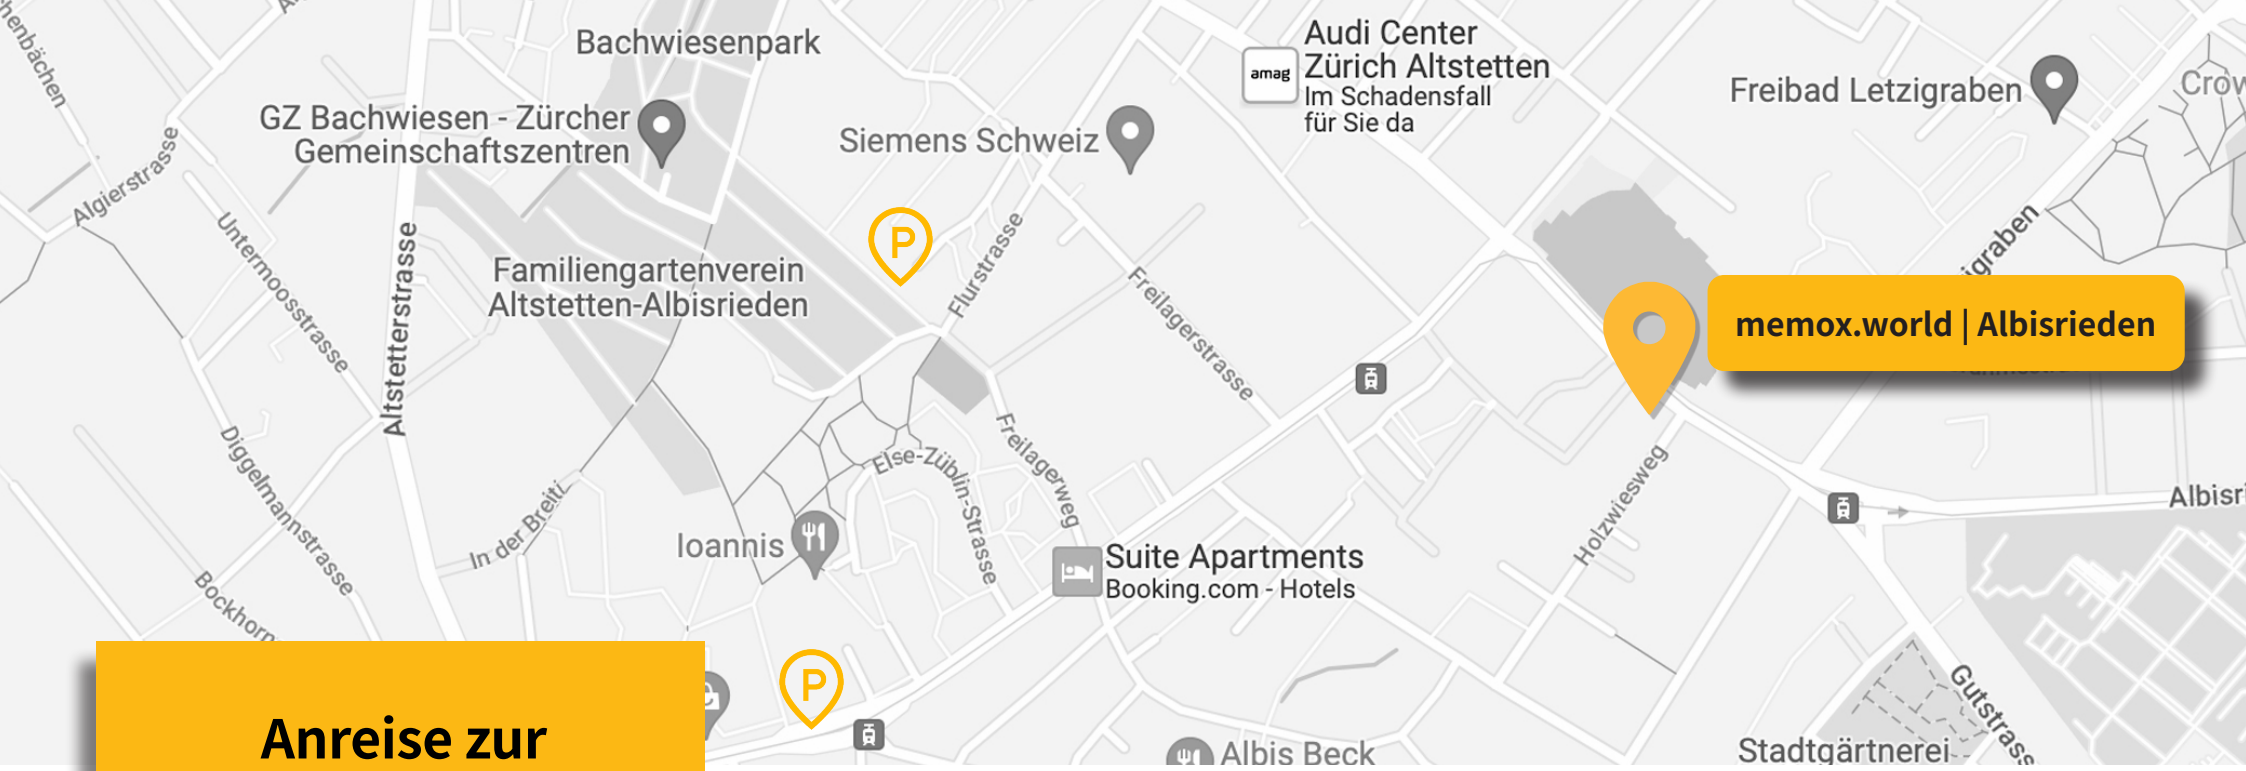 Bachwiesenpark
Audi Center
Zürich Altstetten
Im Schadensfall
für Sie da
amag
Freibad Letzigraben
GZ Bachwiesen - Zürcher
Gemeinschaftszentren
Siemens Schweiz
Algierstrasse
Untermoosstrasse
Altstetterstrasse
P
Flurstrasse
Familiengartenverein
Altstetten-Albisrieden
Freilagerstrasse
memox.world | Albisrieden
Diggelmannstrasse
Else-Züblin-Strasse
Freilagerweg
Holzwiesweg
In der Breiti
Ioannis
Suite Apartments
Booking.com - Hotels
P
Gutstrass
Anreise zur
Albis Beck
Stadtgärtnerei